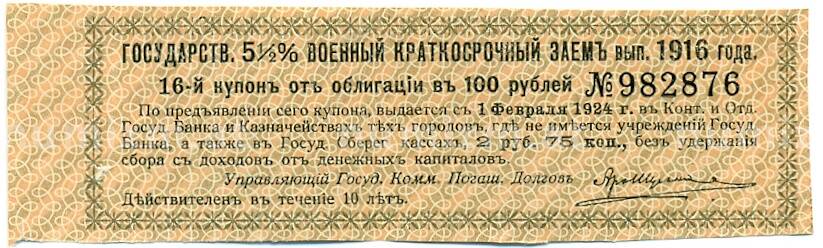 ГОСУДАРСТВ. 5½% ВОЕННЫЙ КРАТКОСРОЧНЫЙ ЗАЕМЪ вып. 1916 года.
16-й купонъ отъ облигаціи въ 100 рублей № 982876
По предъявленіи сего купона, выдается съ 1 Февраля 1924 г. въ Конт. и Отд.
Госуд. Банка и Казначействахъ тѣхъ городовъ, гдѣ не имѣется учрежденій Госуд.
Банка, а также въ Госуд. Сберег. кассахъ, 2 руб. 75 коп., безъ удержанія
сбора съ доходовъ отъ денежныхъ капиталовъ.
Управляющій Госуд. Комм. Погаш. Долговъ
Дѣйствителенъ въ теченіе 10 лѣтъ.